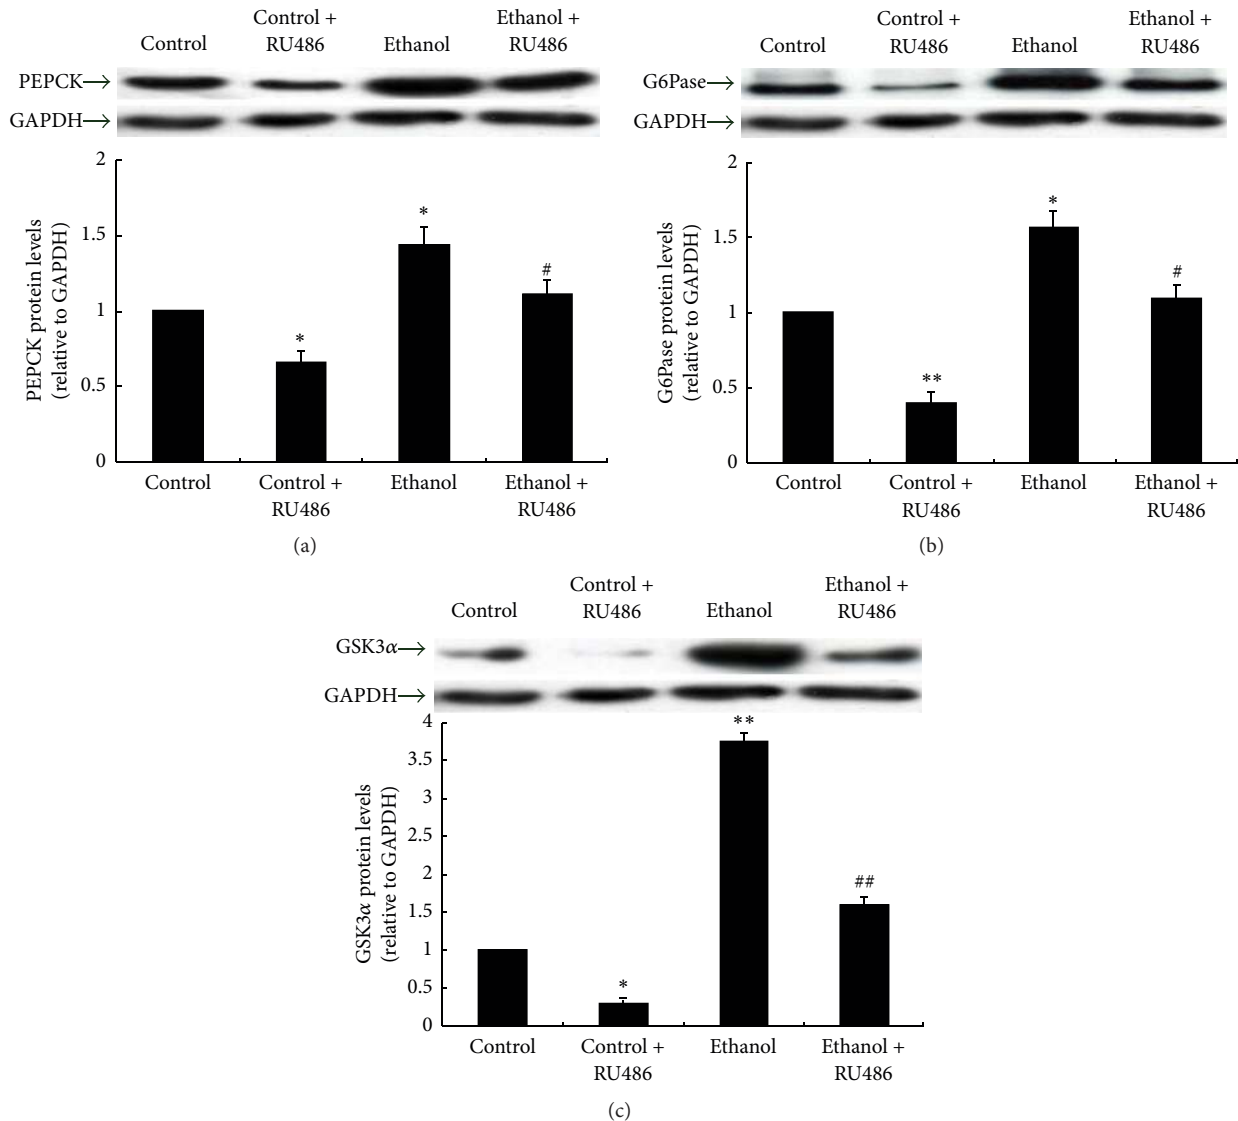 Control
Control +
RU486
Ethanol
Ethanol +
RU486
PEPCK
GAPDH
2
1.5
1
0.5
0
PEPCK protein levels
(relative to GAPDH)
*
*
#
Control
Control +
RU486
Ethanol
Ethanol +
RU486
(a)
Control
Control +
RU486
Ethanol
Ethanol +
RU486
G6Pase
GAPDH
2
1.5
1
0.5
0
G6Pase protein levels
(relative to GAPDH)
**
*
#
Control
Control +
RU486
Ethanol
Ethanol +
RU486
(b)
Control
Control +
RU486
Ethanol
Ethanol +
RU486
GSK3α
GAPDH
4
3.5
3
2.5
2
1.5
1
0.5
0
GSK3α protein levels
(relative to GAPDH)
*
**
##
Control
Control +
RU486
Ethanol
Ethanol +
RU486
(c)